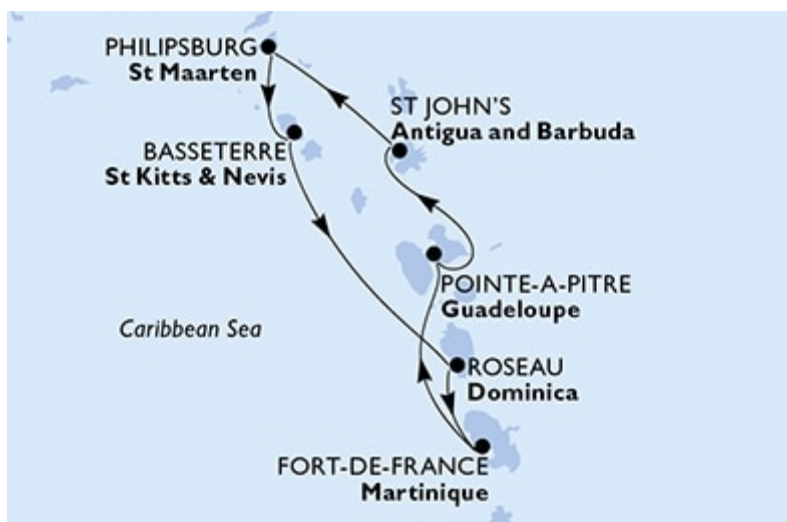 PHILIPSBURG
St Maarten
ST JOHN'S
Antigua and Barbuda
BASSETERRE
St Kitts & Nevis
POINTE-A-PITRE
Guadeloupe
Caribbean Sea
ROSEAU
Dominica
FORT-DE-FRANCE
Martinique